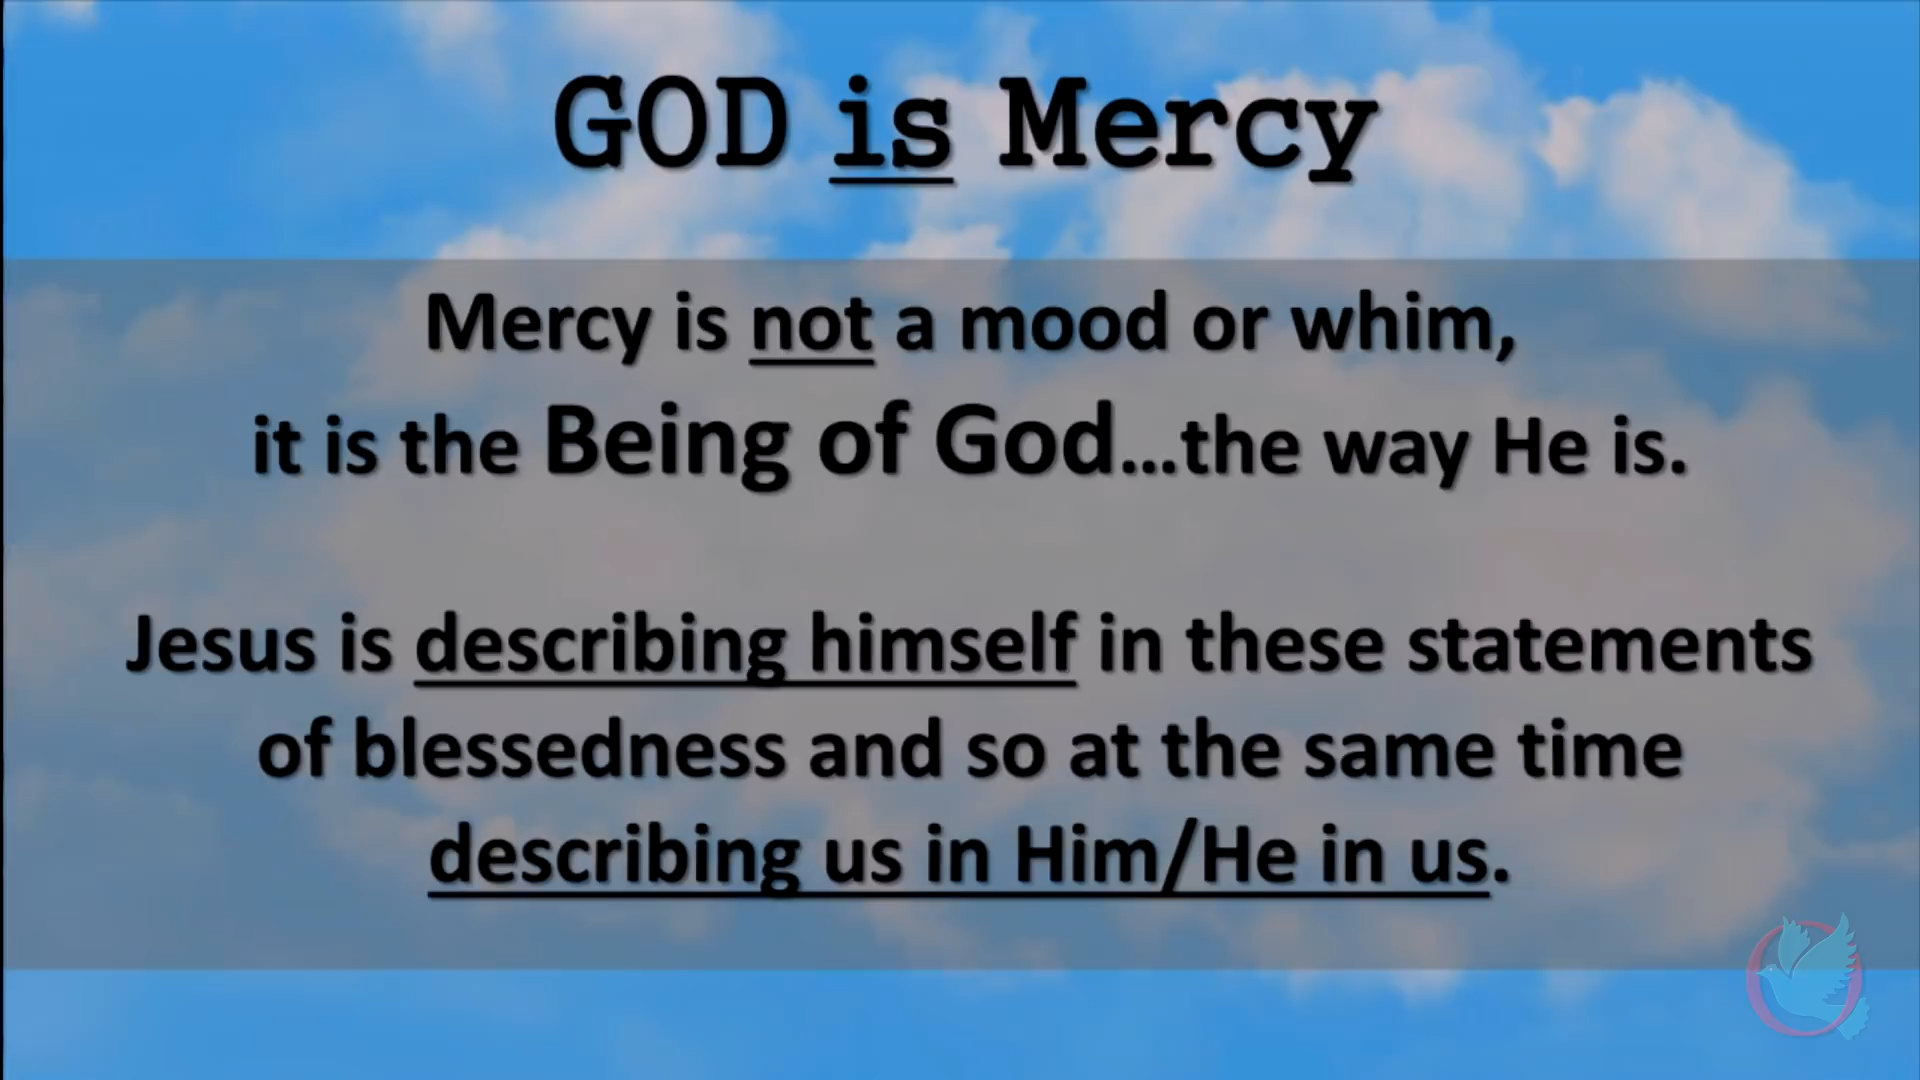 GOD is Mercy
Mercy is not a mood or whim,
it is the Being of God...the way He is.
Jesus is describing himself in these statements
of blessedness and so at the same time
describing us in Him/He in us.